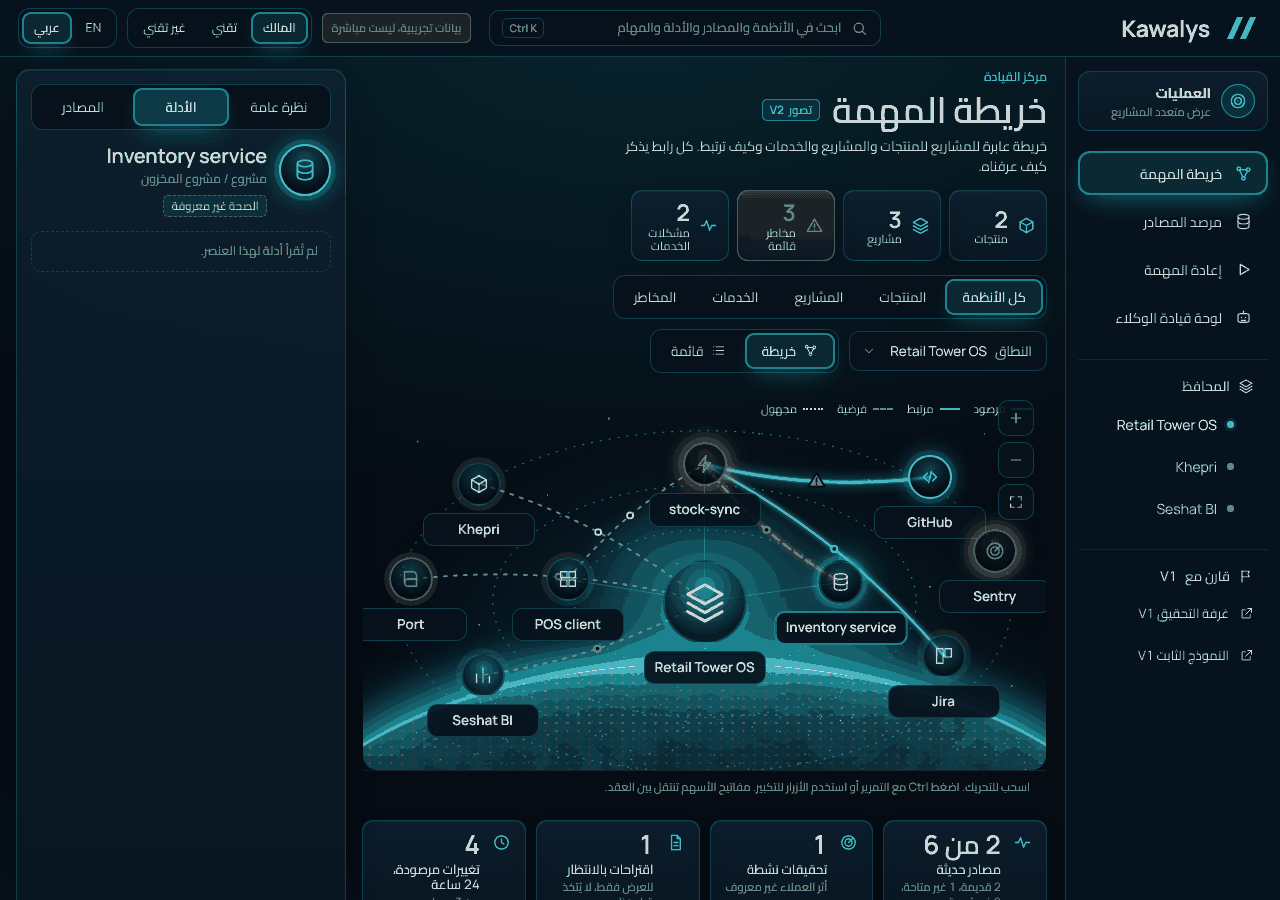 Kawalys
ابحث في الأنظمة والمصادر والأدلة والمهام
Ctrl K
بيانات تجريبية، ليست مباشرة
المالك
تقني
غير تقني
EN
عربي
العمليات
عرض متعدد المشاريع
خريطة المهمة
مرصد المصادر
إعادة المهمة
لوحة قيادة الوكلاء
المحافظ
Retail Tower OS
Khepri
Seshat BI
قارن مع V1
غرفة التحقيق V1
النموذج الثابت V1
مركز القيادة
خريطة المهمة
تصور V2
خريطة عابرة للمشاريع للمنتجات والمشاريع والخدمات وكيف ترتبط. كل رابط يذكر
كيف عرفناه.
2
منتجات
3
مشاريع
3
مخاطر
قائمة
2
مشكلات
الخدمات
كل الأنظمة
المنتجات
المشاريع
الخدمات
المخاطر
النطاق Retail Tower OS
خريطة
قائمة
مرصود
مرتبط
فرضية
مجهول
stock-sync
GitHub
Khepri
Sentry
Port
POS client
Inventory service
Retail Tower OS
Jira
Seshat BI
اسحب للتحريك. اضغط Ctrl مع التمرير أو استخدم الأزرار للتكبير. مفاتيح الأسهم تنتقل بين العقد.
2 من 6
مصادر حديثة
2 قديمة، 1 غير متاحة،
1
تحقيقات نشطة
أثر العملاء غير معروف
1
اقتراحات بالانتظار
للعرض فقط، لا يُتخذ
4
تغييرات مرصودة،
24 ساعة
نظرة عامة
الأدلة
المصادر
Inventory service
مشروع / مشروع المخزون
الصحة غير معروفة
لم تُقرأ أدلة لهذا العنصر.